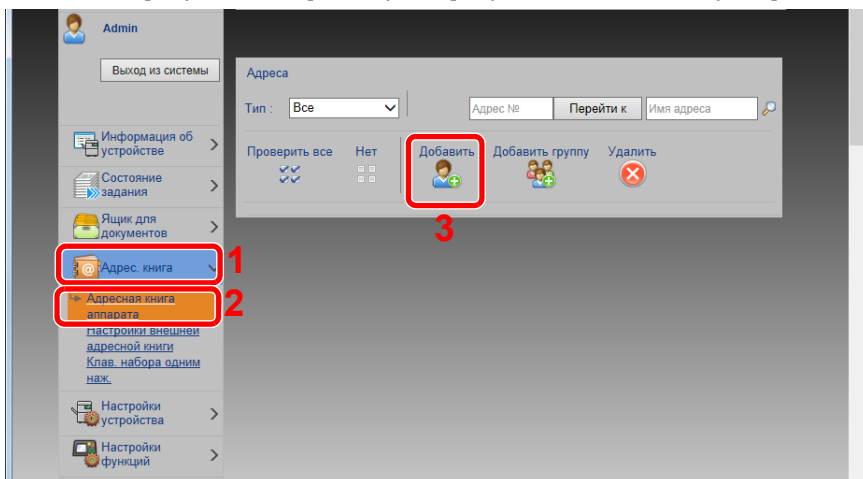 Admin
Выход из системы
Адреса
Тип : Все Адрес № Перейти к Имя адреса
Проверить все Нет Добавить Добавить группу Удалить
3
Информация об
устройстве
Состояние
задания
Ящик для
документов
Адрес. книга 1
Адресная книга 2
аппарата
Настройки внешней
адресной книги
Клав. набора одним
наж.
Настройки
устройства
Настройки
функций